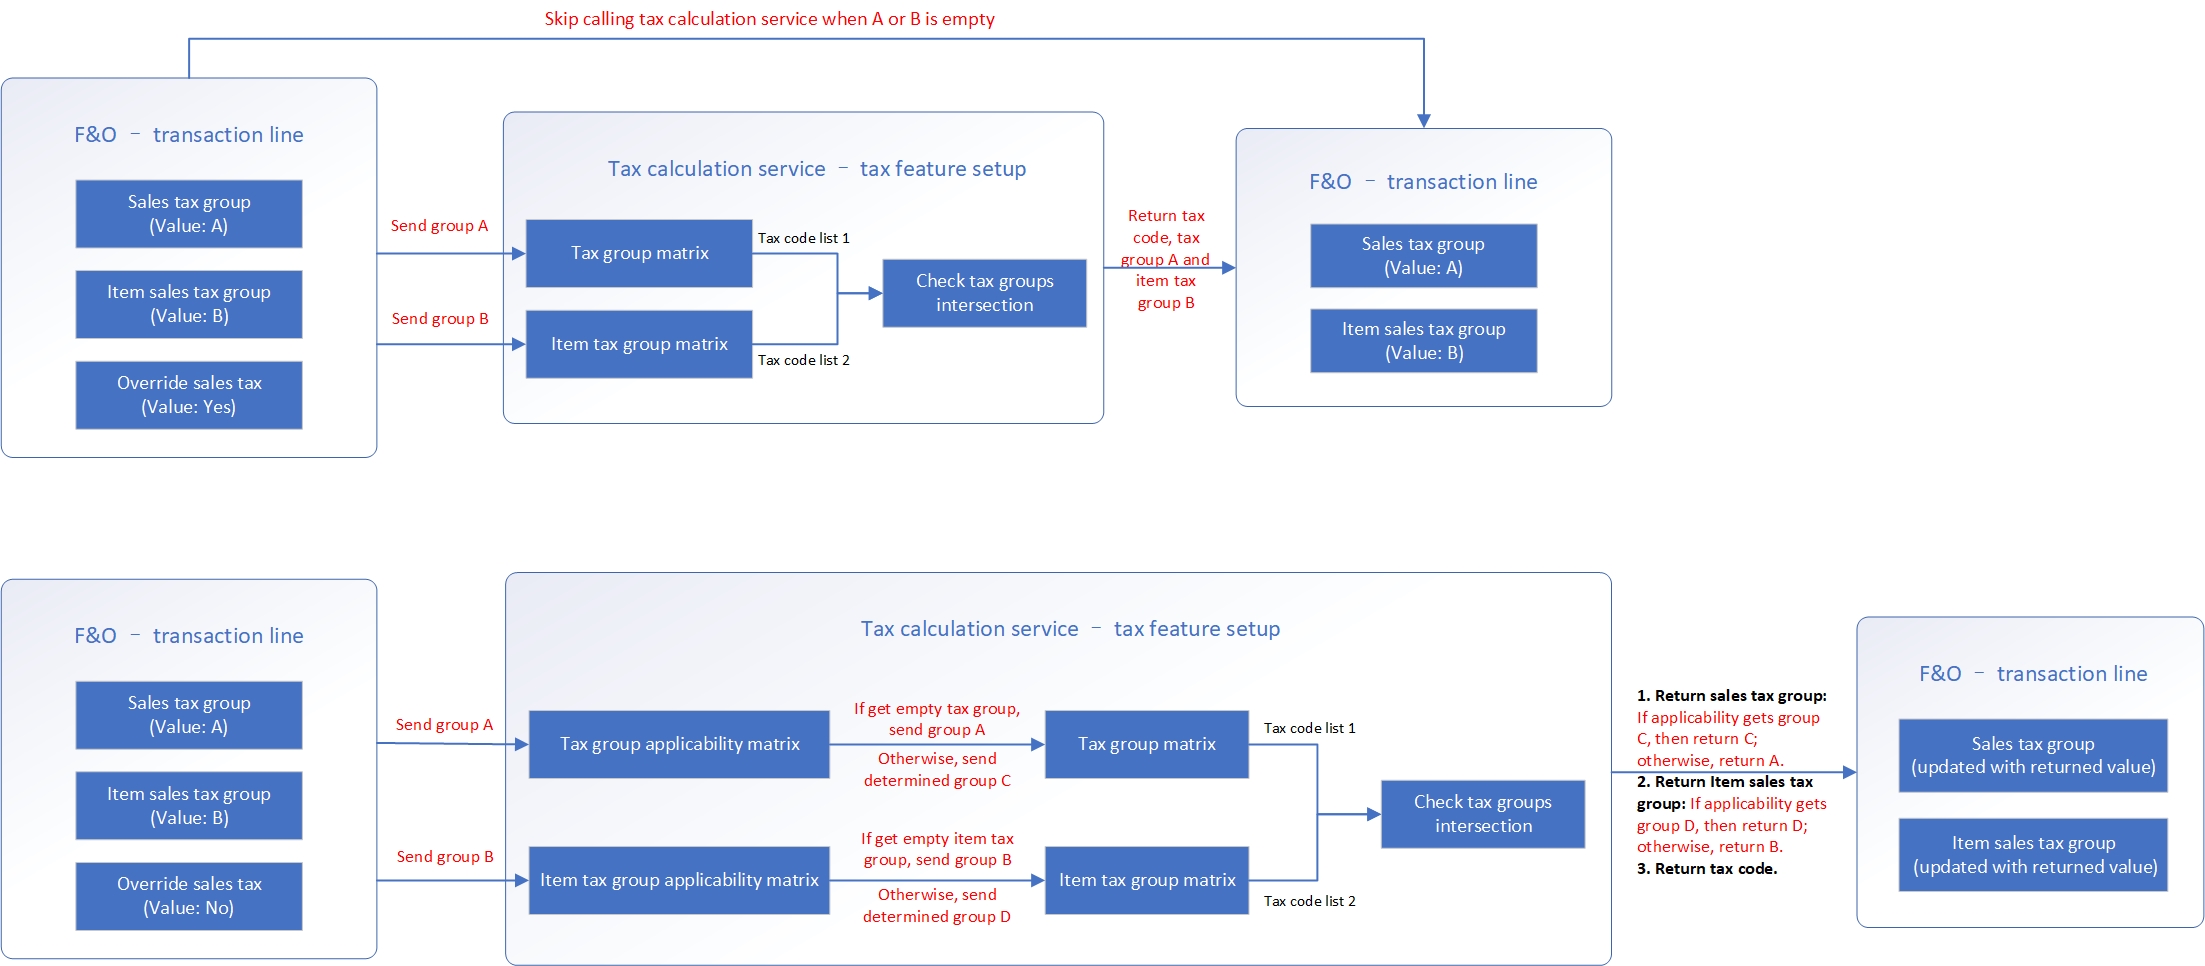 Skip calling tax calculation service when A or B is empty
F&O - transaction line
Sales tax group
(Value: A)
Item sales tax group
(Value: B)
Override sales tax
(Value: Yes)
Send group A
Send group B
Tax calculation service - tax feature setup
Tax group matrix
Item tax group matrix
Tax code list 1
Tax code list 2
Check tax groups
intersection
Return tax
code, tax
group A and
item tax
group B
F&O - transaction line
Sales tax group
(Value: A)
Item sales tax group
(Value: B)
F&O - transaction line
Sales tax group
(Value: A)
Item sales tax group
(Value: B)
Override sales tax
(Value: No)
Send group A
Send group B
Tax calculation service - tax feature setup
Tax group applicability matrix
Item tax group applicability matrix
If get empty tax group,
send group A
Otherwise, send
determined group C
If get empty item tax
group, send group B
Otherwise, send
determined group D
Tax group matrix
Item tax group matrix
Tax code list 1
Tax code list 2
Check tax groups
intersection
1. Return sales tax group:
If applicability gets group
C, then return C;
otherwise, return A.
2. Return Item sales tax
group: If applicability gets
group D, then return D;
otherwise, return B.
3. Return tax code.
F&O - transaction line
Sales tax group
(updated with returned value)
Item sales tax group
(updated with returned value)